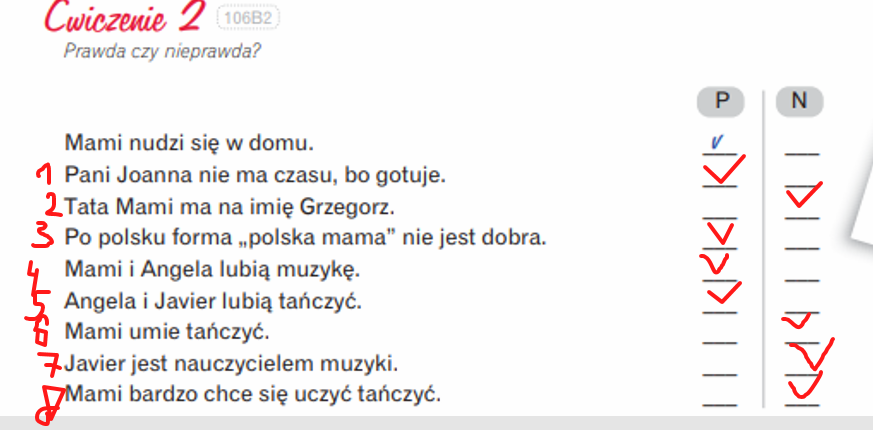 Ćwiczenie 2 106B2
Prawda czy nieprawda?
P N
Mami nudzi się w domu.
1 Pani Joanna nie ma czasu, bo gotuje.
2 Tata Mami ma na imię Grzegorz.
3 Po polsku forma „polska mama” nie jest dobra.
4 Mami i Angela lubią muzykę.
5 Angela i Javier lubią tańczyć.
6 Mami umie tańczyć.
7 Javier jest nauczycielem muzyki.
8 Mami bardzo chce się uczyć tańczyć.